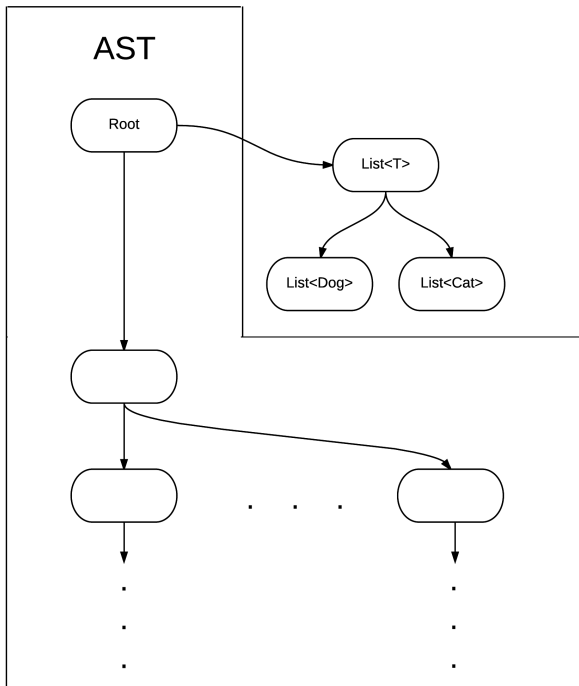 AST
Root
List<T>
List<Dog>
List<Cat>
. . .
.
.
.
.
.
.